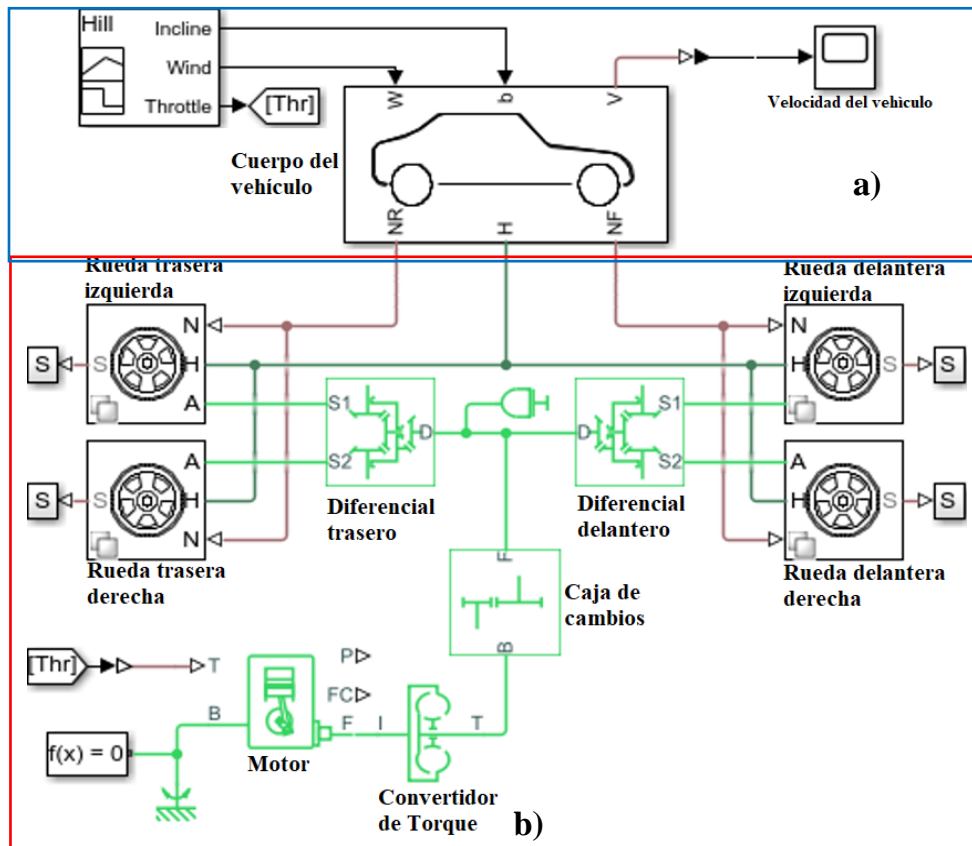 Hill
Incline
Wind
Throttle
[Thr]
W
b
V
Velocidad del vehìculo
Cuerpo del
vehículo
a)
NR
H
NF
Rueda trasera
izquierda
Rueda delantera
izquierda
S
S
N
H
A
S1
S2
D
D
S1
S2
N
H
S
S
S
S
A
H
N
Diferencial
trasero
Diferencial
delantero
A
H
S
S
Rueda trasera
derecha
Rueda delantera
derecha
F
Caja de
cambios
B
[Thr]
T
P
FC
B
F
I
T
f(x) = 0
Motor
Convertidor
de Torque
b)